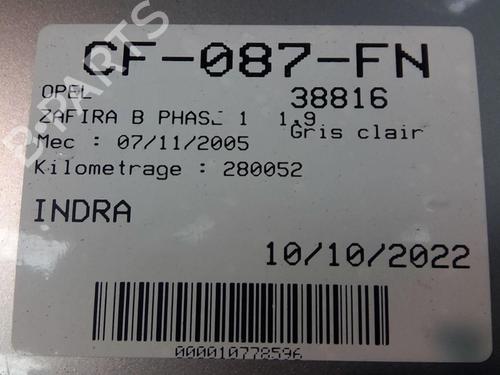 CF-087-FN
OPEL 38816
ZAFIRA B PHASE 1 1.9
Gris clair
Mec : 07/11/2005
Kilometrage : 280052
INDRA
10/10/2022
000010778596
B-PARTS